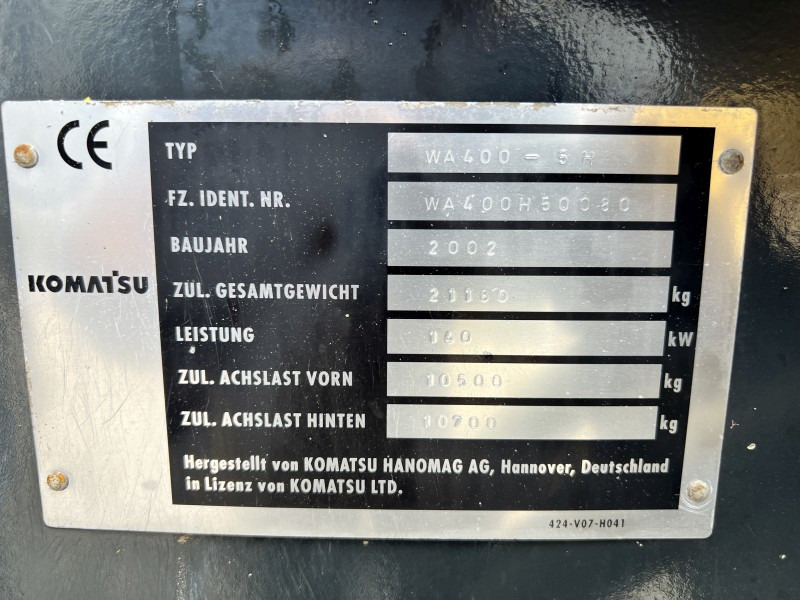 CE
KOMATSU
TYP WA400-5H
FZ. IDENT. NR. WA400H50080
BAUJAHR 2002
ZUL. GESAMTGEWICHT 21160 kg
LEISTUNG 140 kW
ZUL. ACHSLAST VORN 10500 kg
ZUL. ACHSLAST HINTEN 10700 kg
Hergestellt von KOMATSU HANOMAG AG, Hannover, Deutschland
in Lizenz von KOMATSU LTD.
424-V07-H041